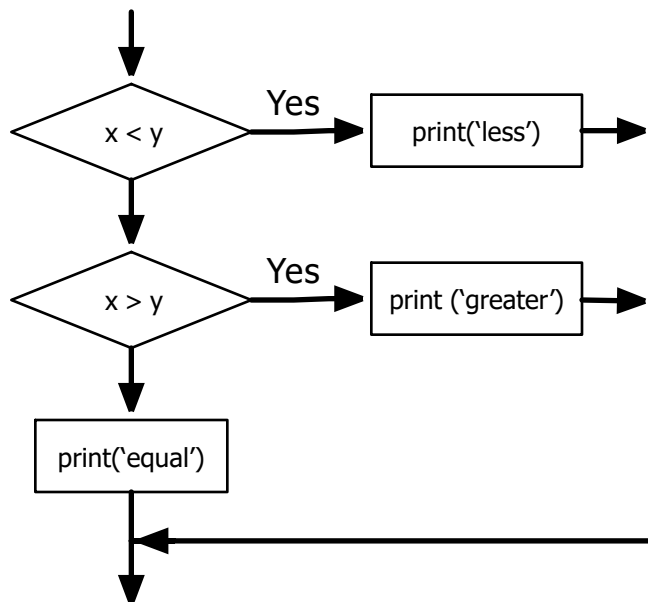 Yes
x < y
print(‘less’)
Yes
x > y
print (‘greater’)
print(‘equal’)